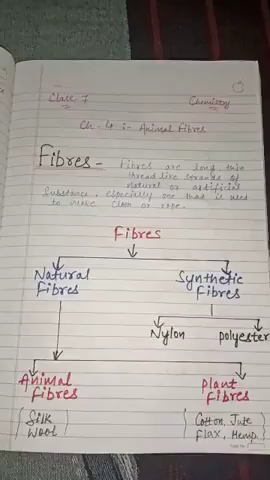 Class 7 Chemistry
Ch 4 :- Animal Fibres
Fibres - Fibres are long, thin
thread like strands of
natural or artificial
substance, especially one that is used
to make cloth or rope.
Fibres
Natural Fibres
Synthetic Fibres
Nylon polyester
Animal Fibres
Plant Fibres
(Silk
Wool)
(Cotton, Jute
Flax, Hemp)